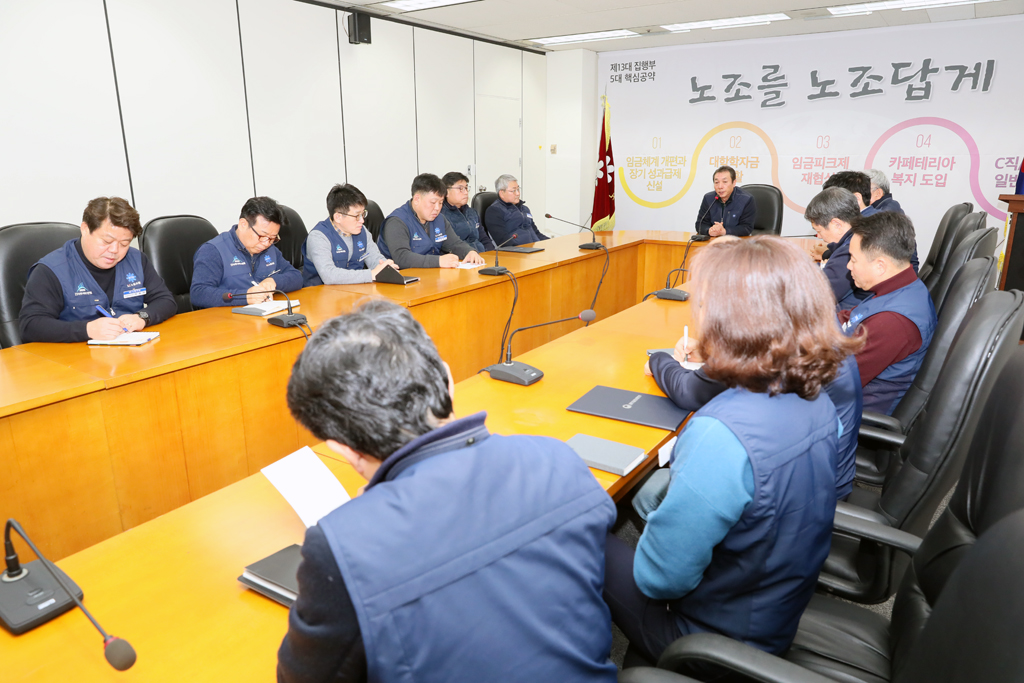 제13대 집행부
5대 핵심공약
노조를 노조답게
01
임금체계 개편과
장기 성과급제
신설
02
대학학자금
03
임금피크제
재협상
04
카페테리아
복지 도입
C직
일반